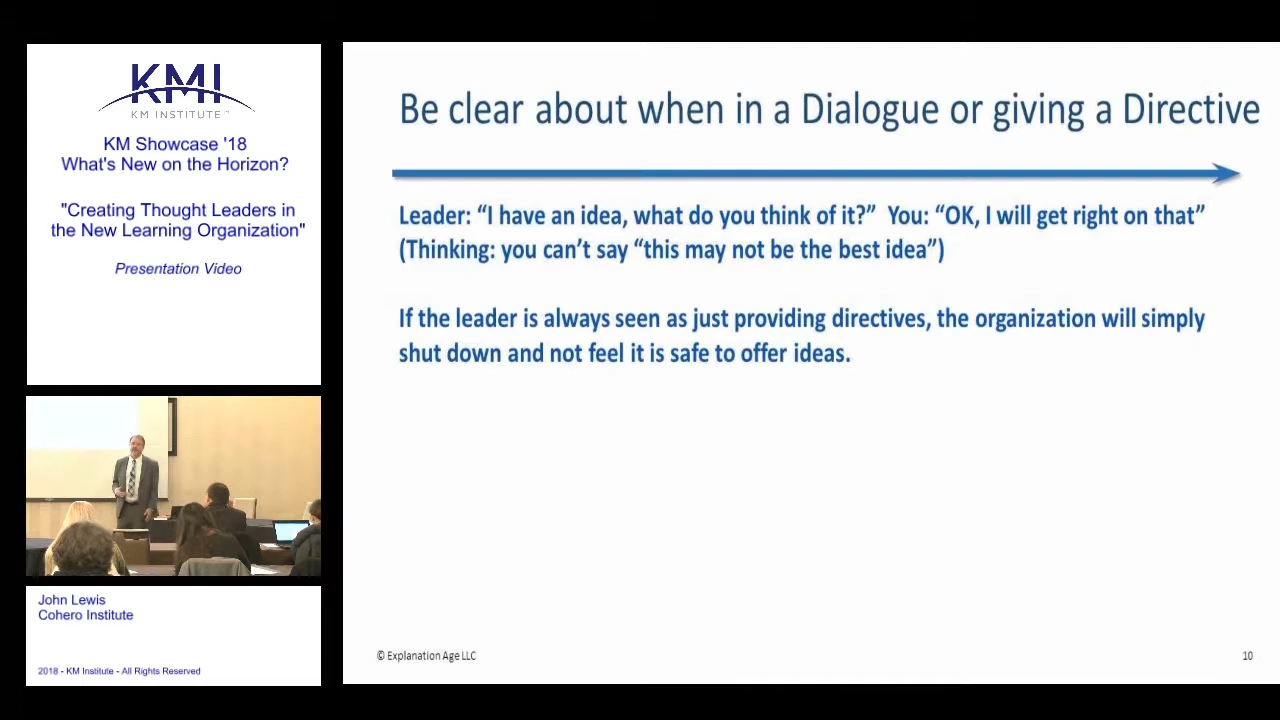 KMI
KM INSTITUTE™
KM Showcase '18
What's New on the Horizon?
"Creating Thought Leaders in
the New Learning Organization"
Presentation Video
John Lewis
Cohero Institute
2018 - KM Institute - All Rights Reserved
Be clear about when in a Dialogue or giving a Directive
Leader: “I have an idea, what do you think of it?”  You: “OK, I will get right on that”
(Thinking: you can’t say “this may not be the best idea”)
If the leader is always seen as just providing directives, the organization will simply
shut down and not feel it is safe to offer ideas.
© Explanation Age LLC
10